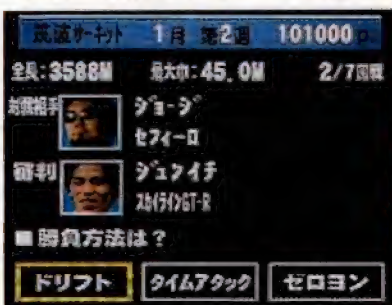 筑波サーキット 1月 第2週 101000p.
全長:3588M 最大巾:45.0M 2/7回戦
お相手 ジョージ
セフィーロ
審判 ジュンイチ
スカイラインGT-R
■勝負方法は?
ドリフト タイムアタック ゼロヨン